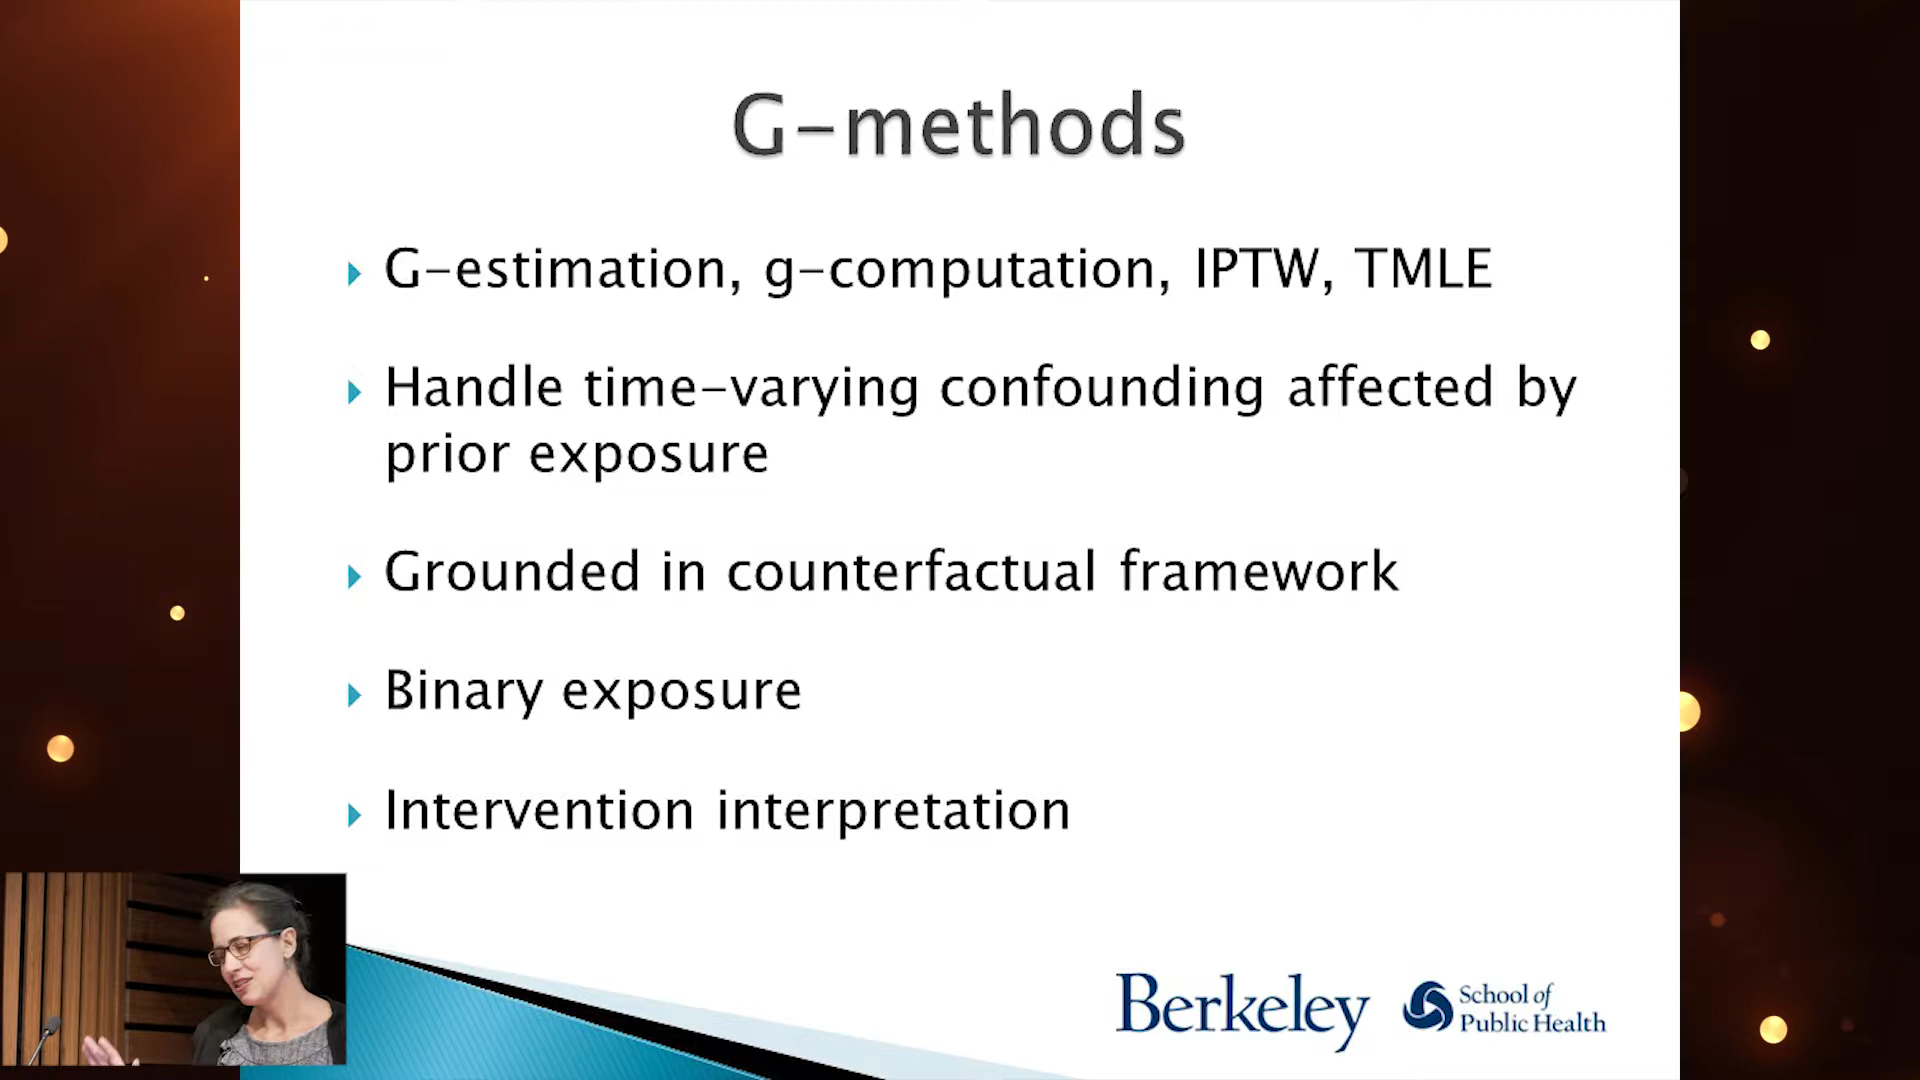 G-methods
G-estimation, g-computation, IPTW, TMLE
Handle time-varying confounding affected by
prior exposure
Grounded in counterfactual framework
Binary exposure
Intervention interpretation
Berkeley
School of
Public Health